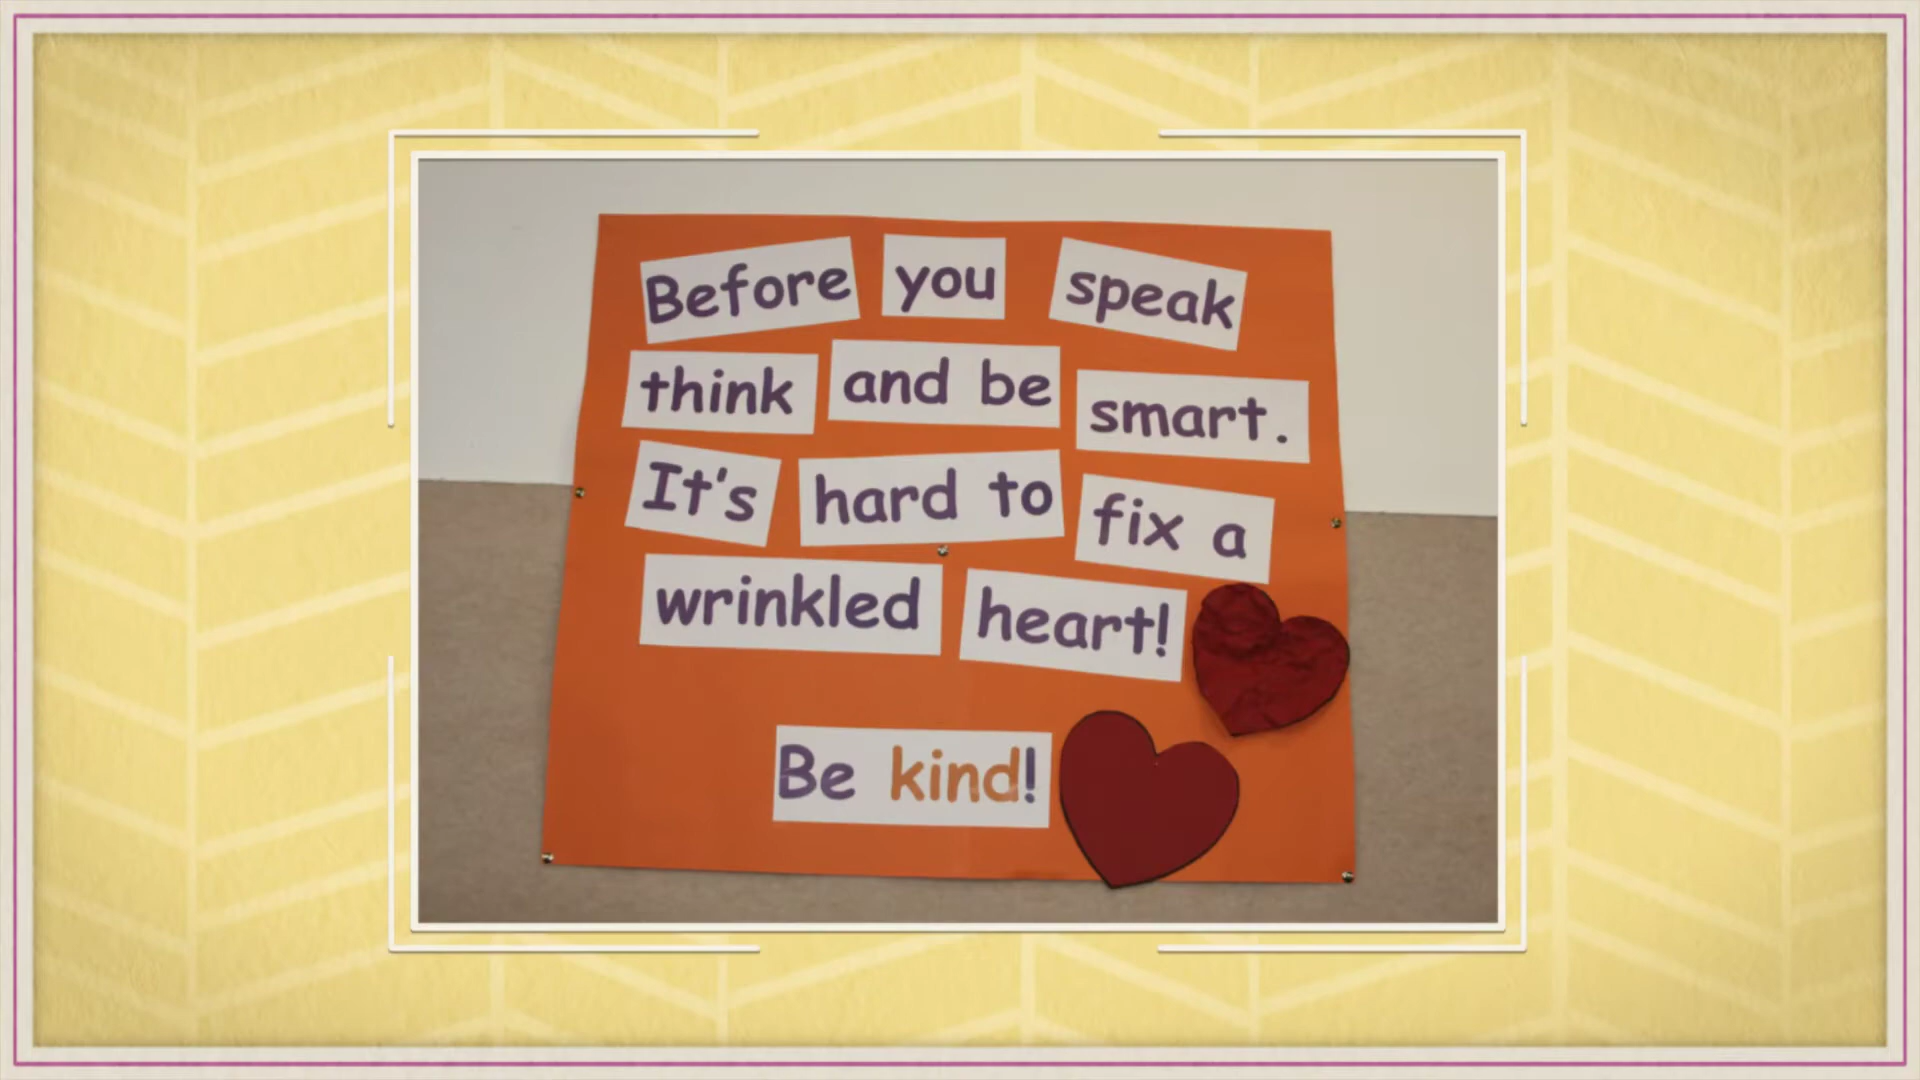 Before you speak
think and be smart.
It's hard to fix a
wrinkled heart!
Be kind!